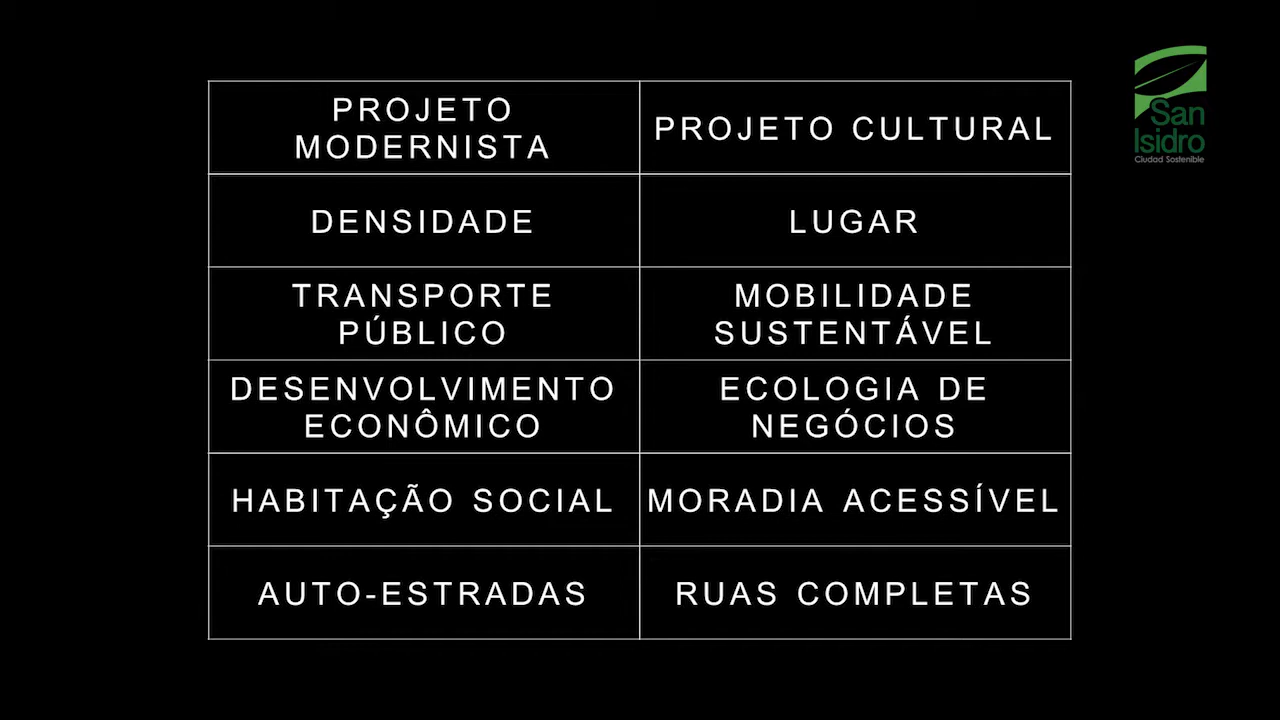 PROJETO
MODERNISTA
PROJETO CULTURAL
DENSIDADE
LUGAR
TRANSPORTE
PÚBLICO
MOBILIDADE
SUSTENTÁVEL
DESENVOLVIMENTO
ECONÔMICO
ECOLOGIA DE
NEGÓCIOS
HABITAÇÃO SOCIAL
MORADIA ACESSÍVEL
AUTO-ESTRADAS
RUAS COMPLETAS
San
Isidro
Ciudad Sostenible